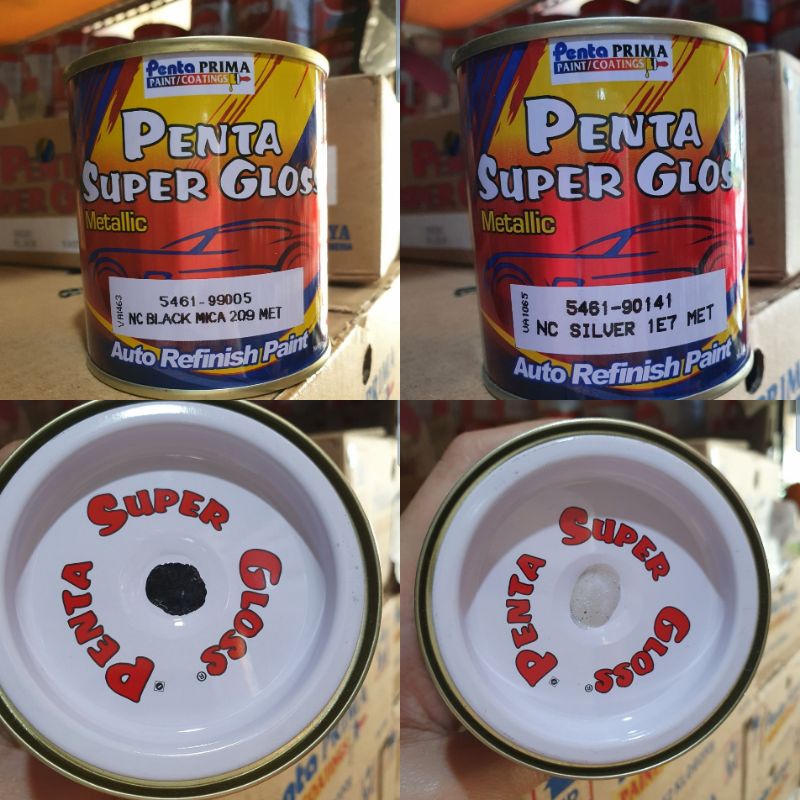 Penta PRIMA
PAINT/COATINGS
PENTA
SUPER GLOSS
Metallic
VA1463
5461-99005
NC BLACK MICA 209 MET
Auto Refinish Paint
Penta PRIMA
PAINT/COATINGS
PENTA
SUPER GLOS
Metallic
UA1065
5461-90141
NC SILVER 1E7 MET
Auto Refinish Paint
PENTA SUPER GLOSS ®
PENTA SUPER GLOSS ®